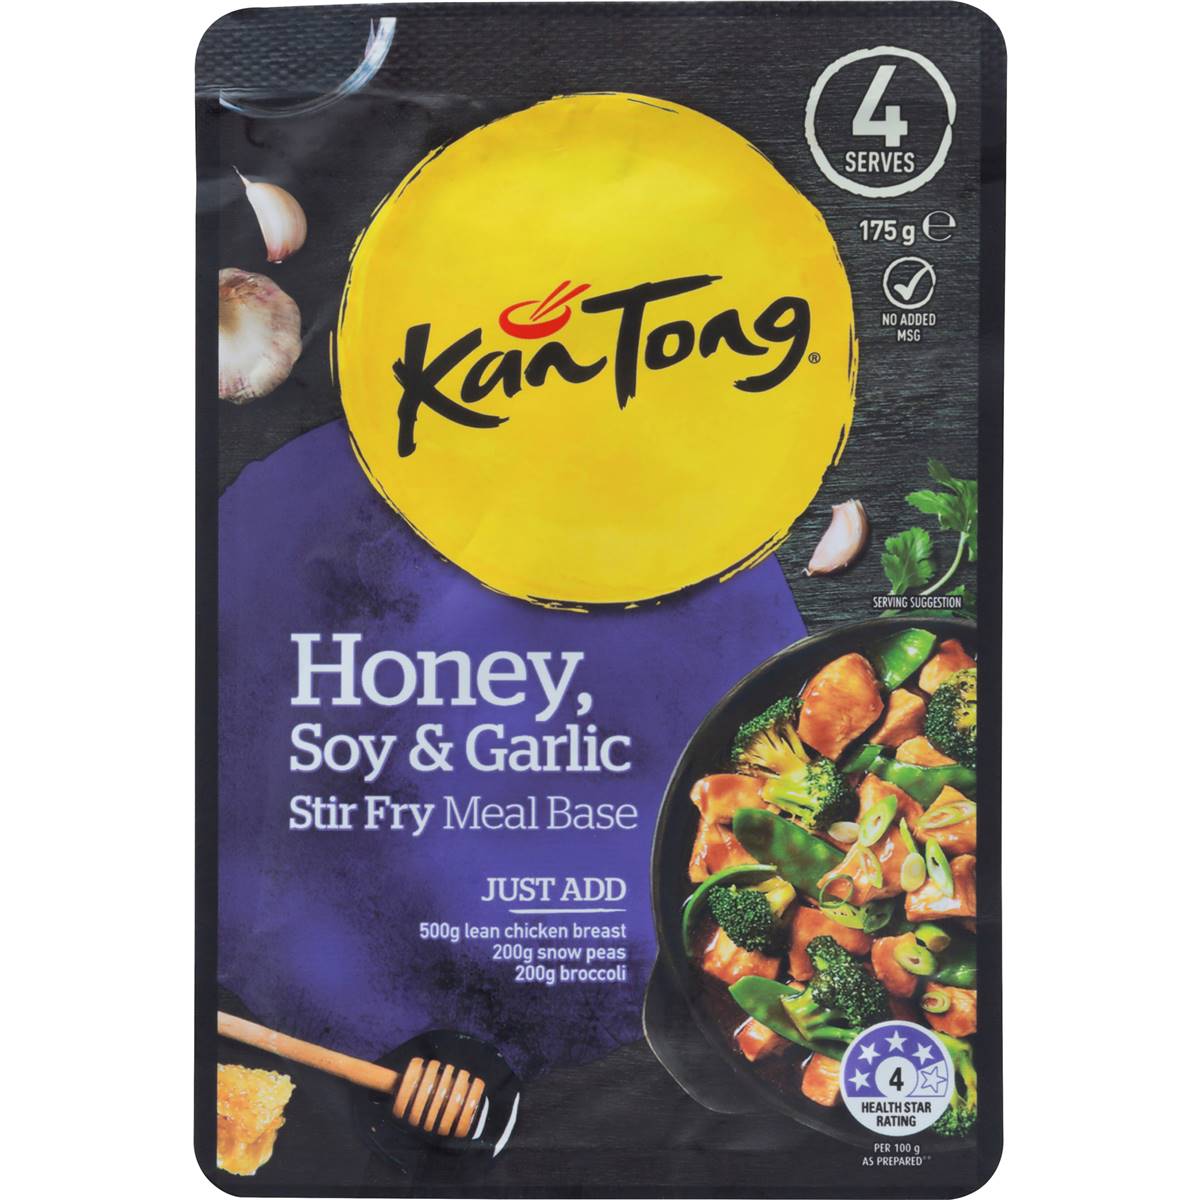 4
SERVES
175 g ℮
NO ADDED
MSG
KanTong®
SERVING SUGGESTION
Honey,
Soy & Garlic
Stir Fry Meal Base
JUST ADD
500g lean chicken breast
200g snow peas
200g broccoli
4
HEALTH STAR
RATING
PER 100 g
AS PREPARED**